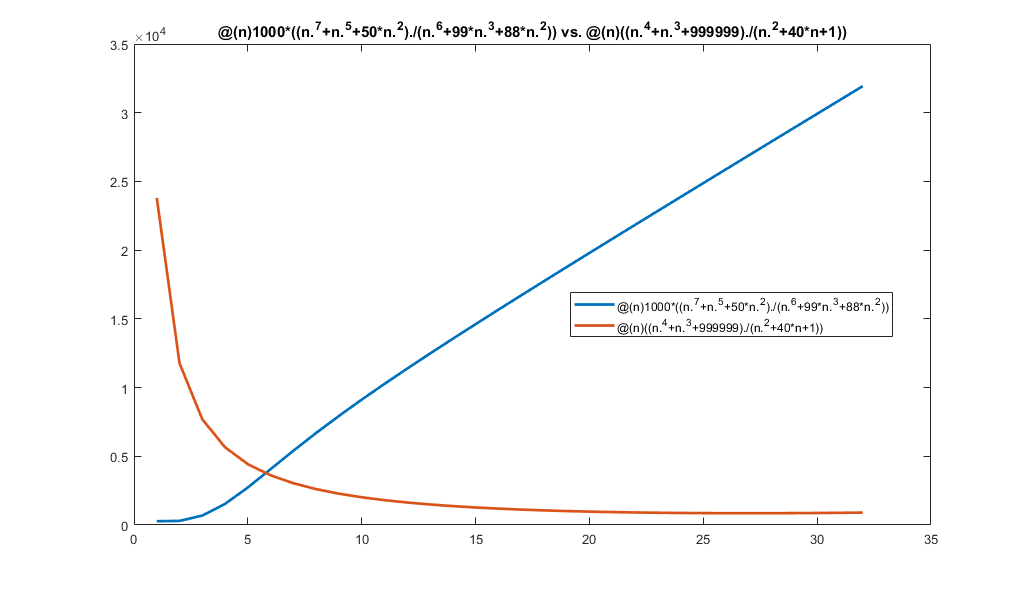 @(n)1000*((n.^7+n.^5+50*n.^2)./(n.^6+99*n.^3+88*n.^2)) vs. @(n)((n.^4+n.^3+999999)./(n.^2+40*n+1))
×10^4
3.5
3
2.5
2
1.5
1
0.5
0
@(n)1000*((n.^7+n.^5+50*n.^2)./(n.^6+99*n.^3+88*n.^2))
@(n)((n.^4+n.^3+999999)./(n.^2+40*n+1))
0 5 10 15 20 25 30 35